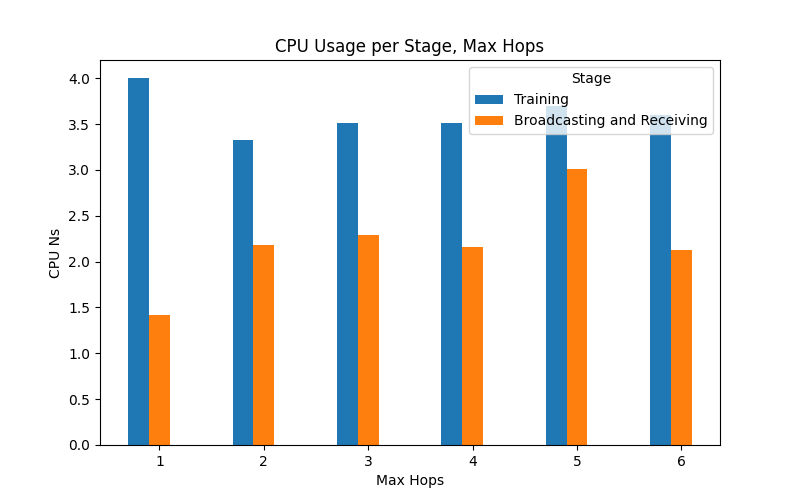 CPU Usage per Stage, Max Hops
Stage
Training
Broadcasting and Receiving
4.0
3.5
3.0
2.5
2.0
1.5
1.0
0.5
0.0
CPU Ns
1 2 3 4 5 6
Max Hops